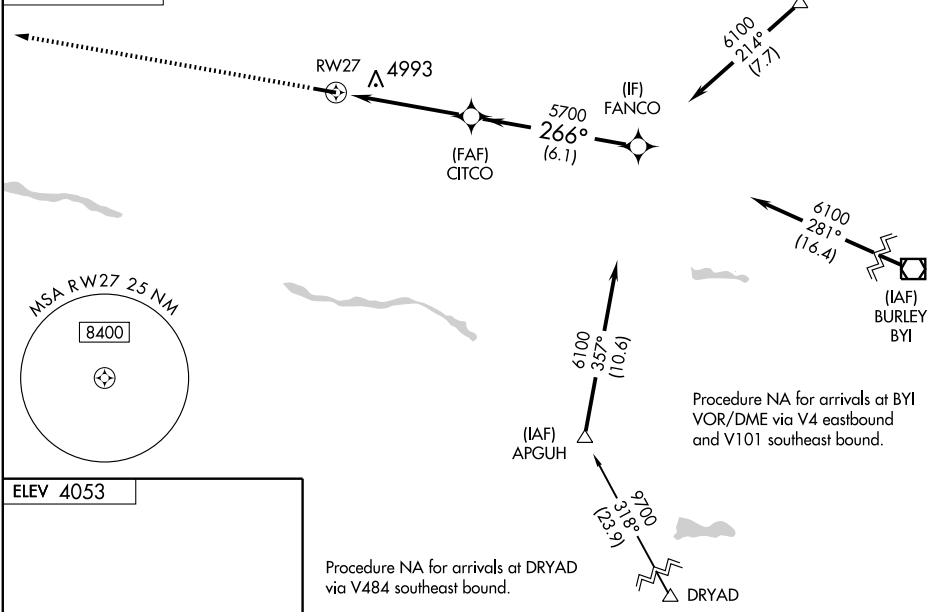 6100
214°
(7.7)
RW27
4993
(IF)
FANCO
5700
266°
(6.1)
(FAF)
CITCO
6100
281°
(16.4)
(IAF)
BURLEY
BYI
MSA RW27 25 NM
8400
6100
357°
(10.6)
Procedure NA for arrivals at BYI
VOR/DME via V4 eastbound
and V101 southeast bound.
(IAF)
APGUH
ELEV 4053
9700
318°
(23.9)
Procedure NA for arrivals at DRYAD
via V484 southeast bound.
DRYAD